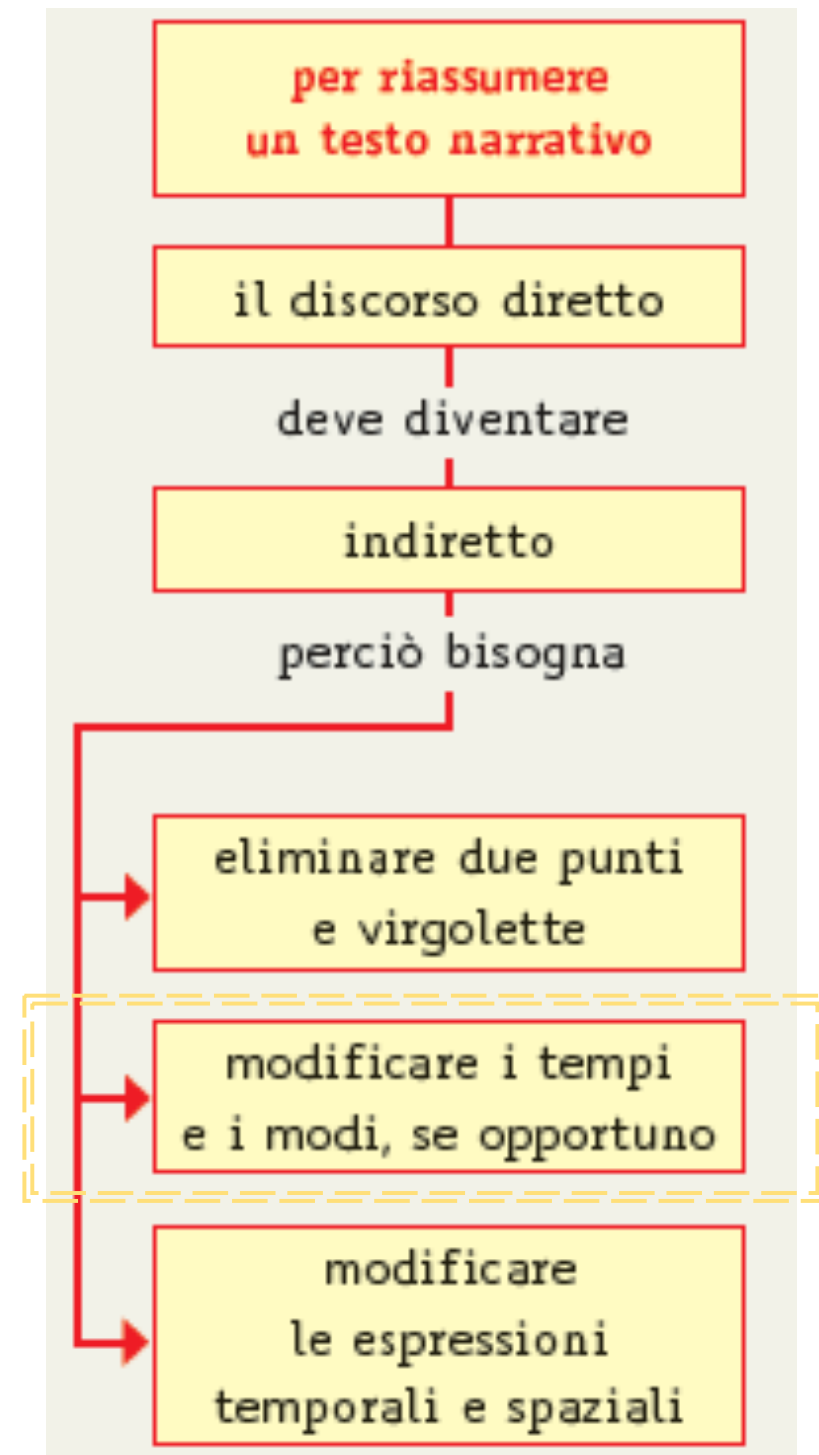 per riassumere
un testo narrativo
il discorso diretto
deve diventare
indiretto
perciò bisogna
eliminare due punti
e virgolette
modificare i tempi
e i modi, se opportuno
modificare
le espressioni
temporali e spaziali